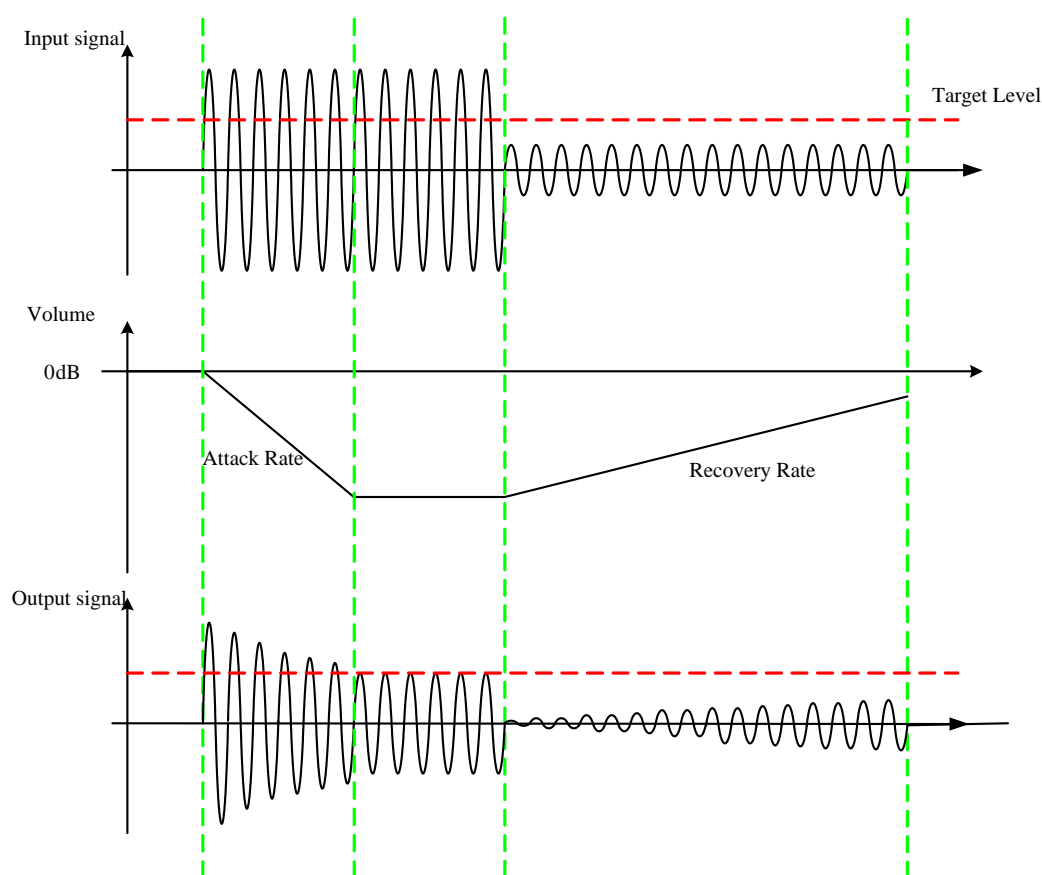 Input signal
Target Level
Volume
0dB
Attack Rate
Recovery Rate
Output signal